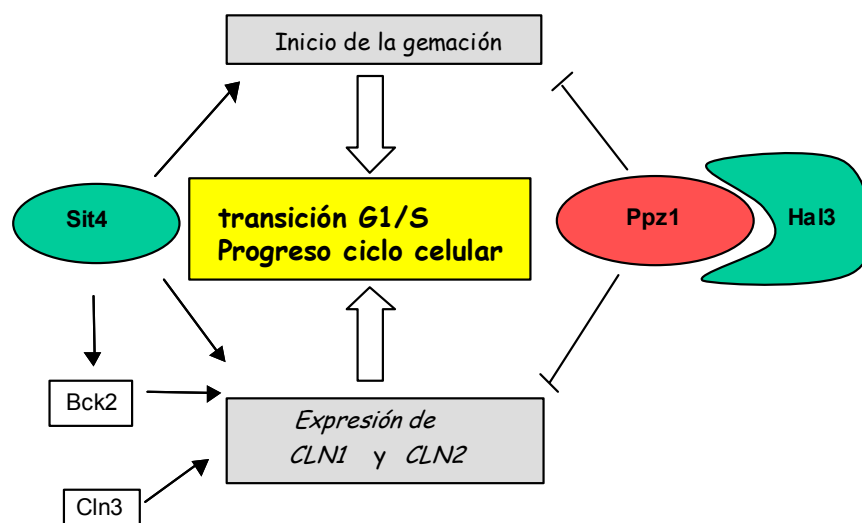 Inicio de la gemación
Sit4
transición G1/S
Progreso ciclo celular
Ppz1
Hal3
Bck2
Expresión de
CLN1 y CLN2
Cln3